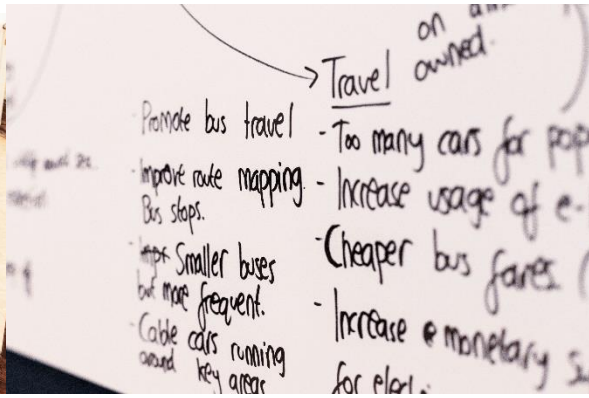 on
owned.
Travel
- Promote bus travel
- Improve route mapping.
Bus stops.
- Smaller buses
but more frequent.
- Cable cars running
around key areas
- Too many cars for pop
- Increase usage of e-
- Cheaper bus fares. (
- Increase monetary
for